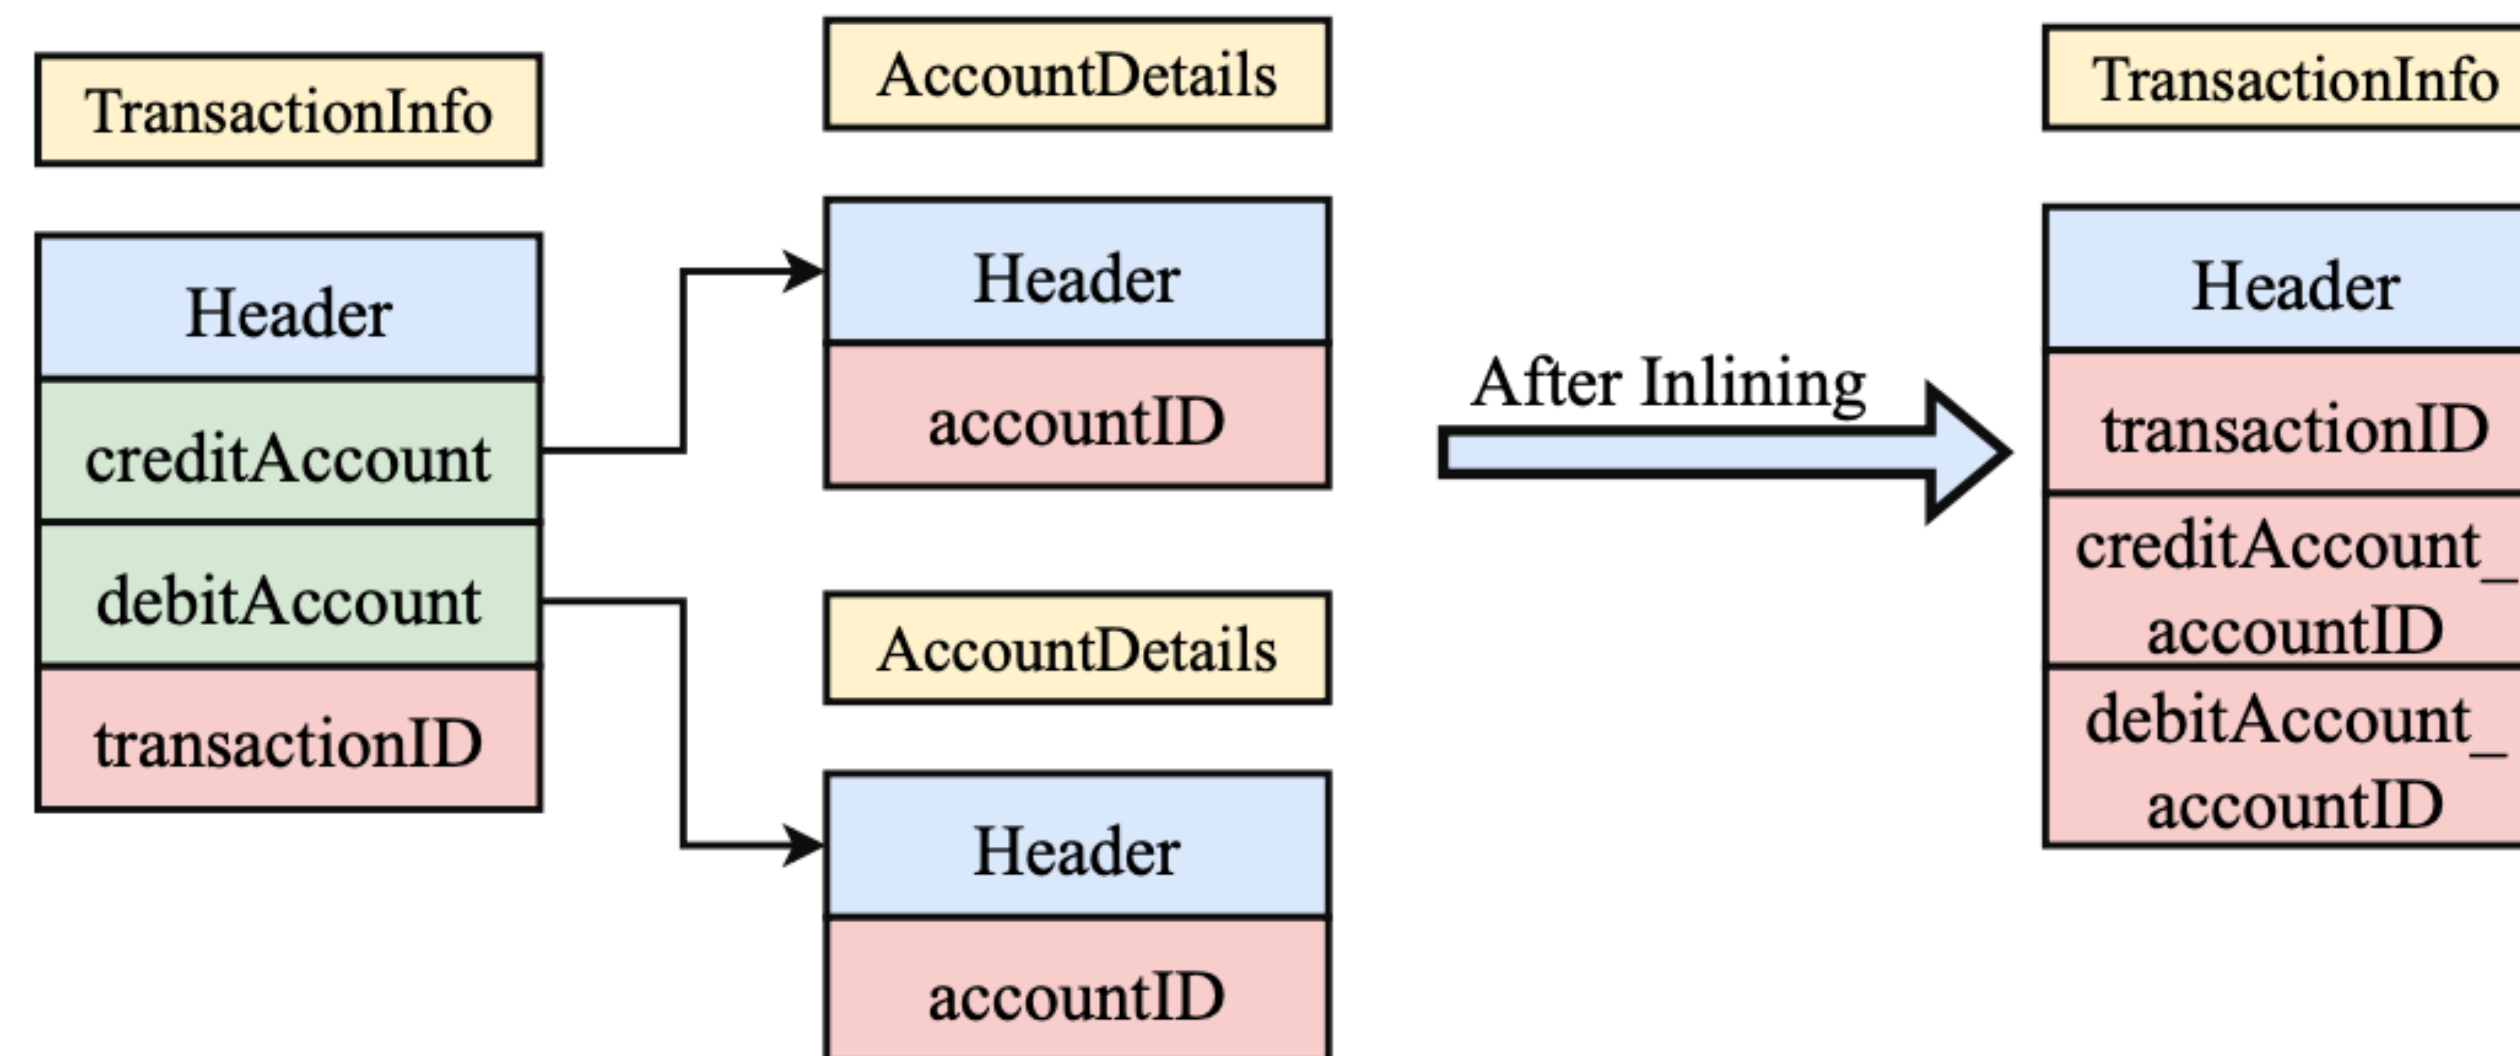 TransactionInfo
Header
creditAccount
debitAccount
transactionID
AccountDetails
Header
accountID
AccountDetails
Header
accountID
After Inlining
TransactionInfo
Header
transactionID
creditAccount_
accountID
debitAccount_
accountID